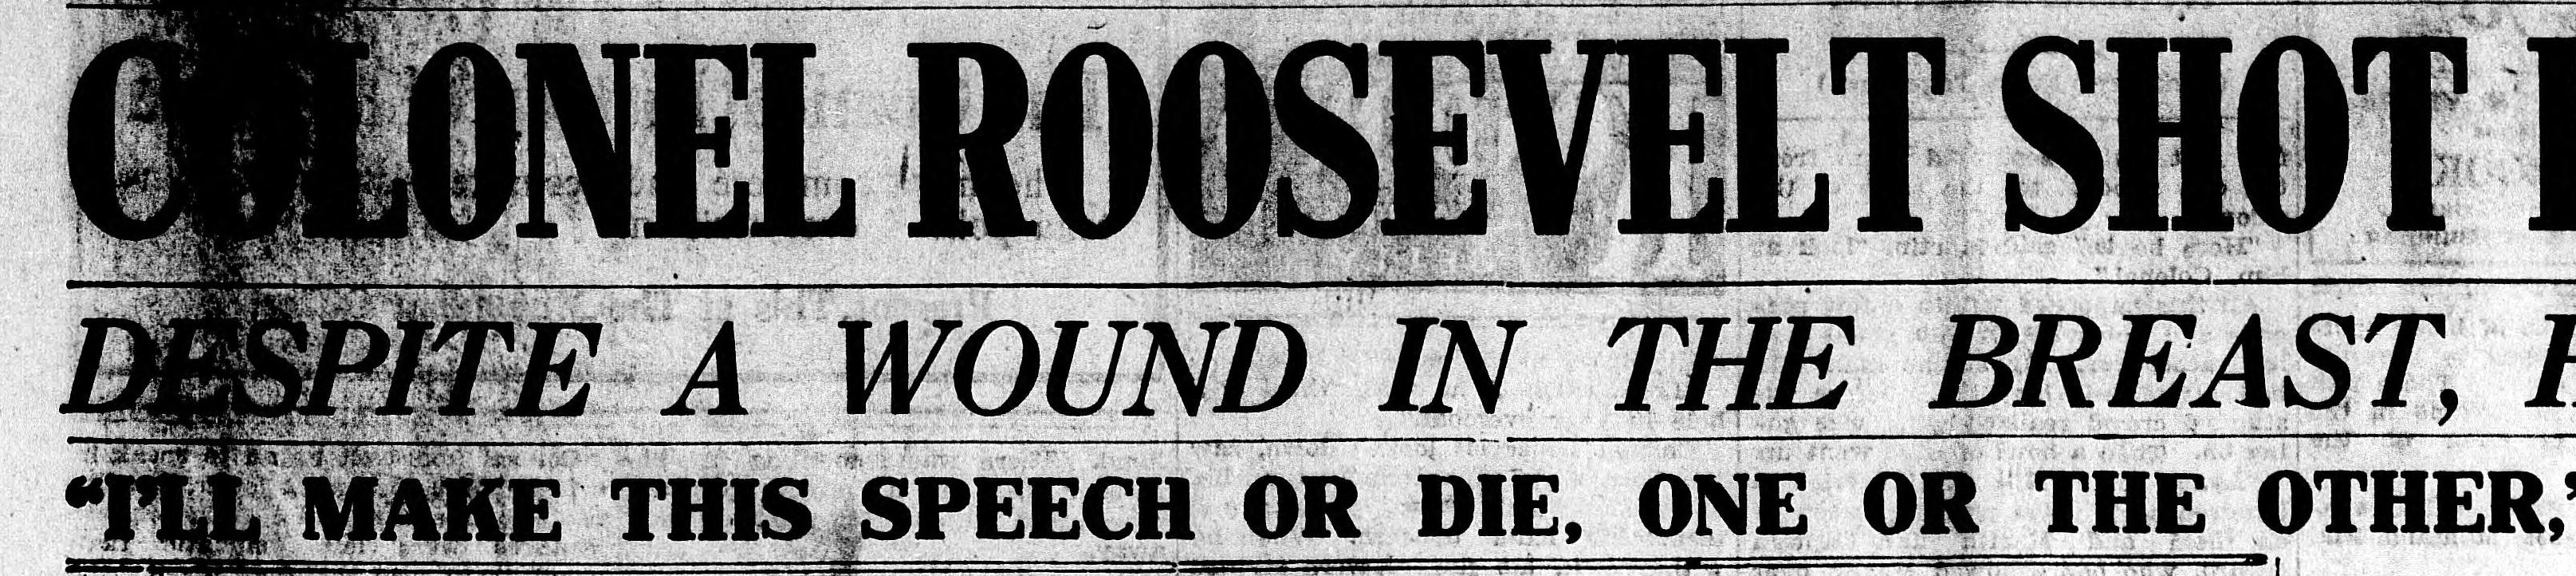 COLONEL ROOSEVELT SHOT
DESPITE A WOUND IN THE BREAST,
“I'LL MAKE THIS SPEECH OR DIE, ONE OR THE OTHER,”